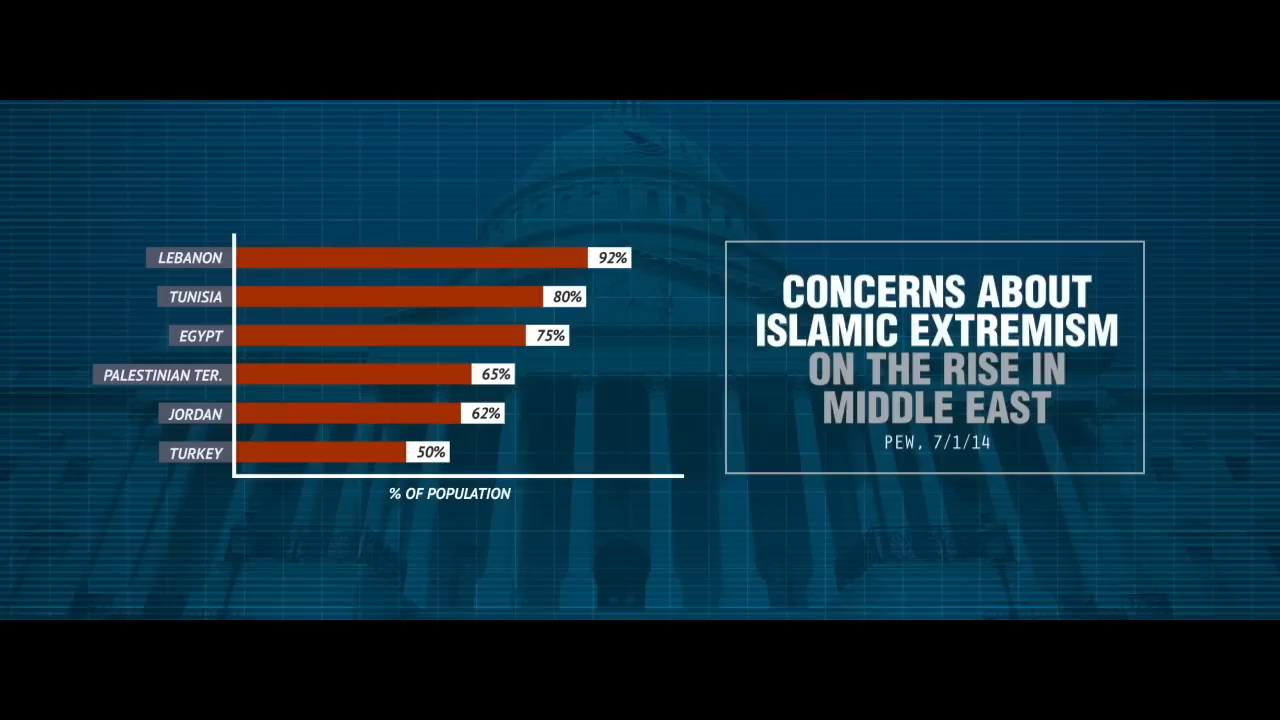 LEBANON 92%
TUNISIA 80%
EGYPT 75%
PALESTINIAN TER. 65%
JORDAN 62%
TURKEY 50%
% OF POPULATION
CONCERNS ABOUT
ISLAMIC EXTREMISM
ON THE RISE IN
MIDDLE EAST
PEW, 7/1/14